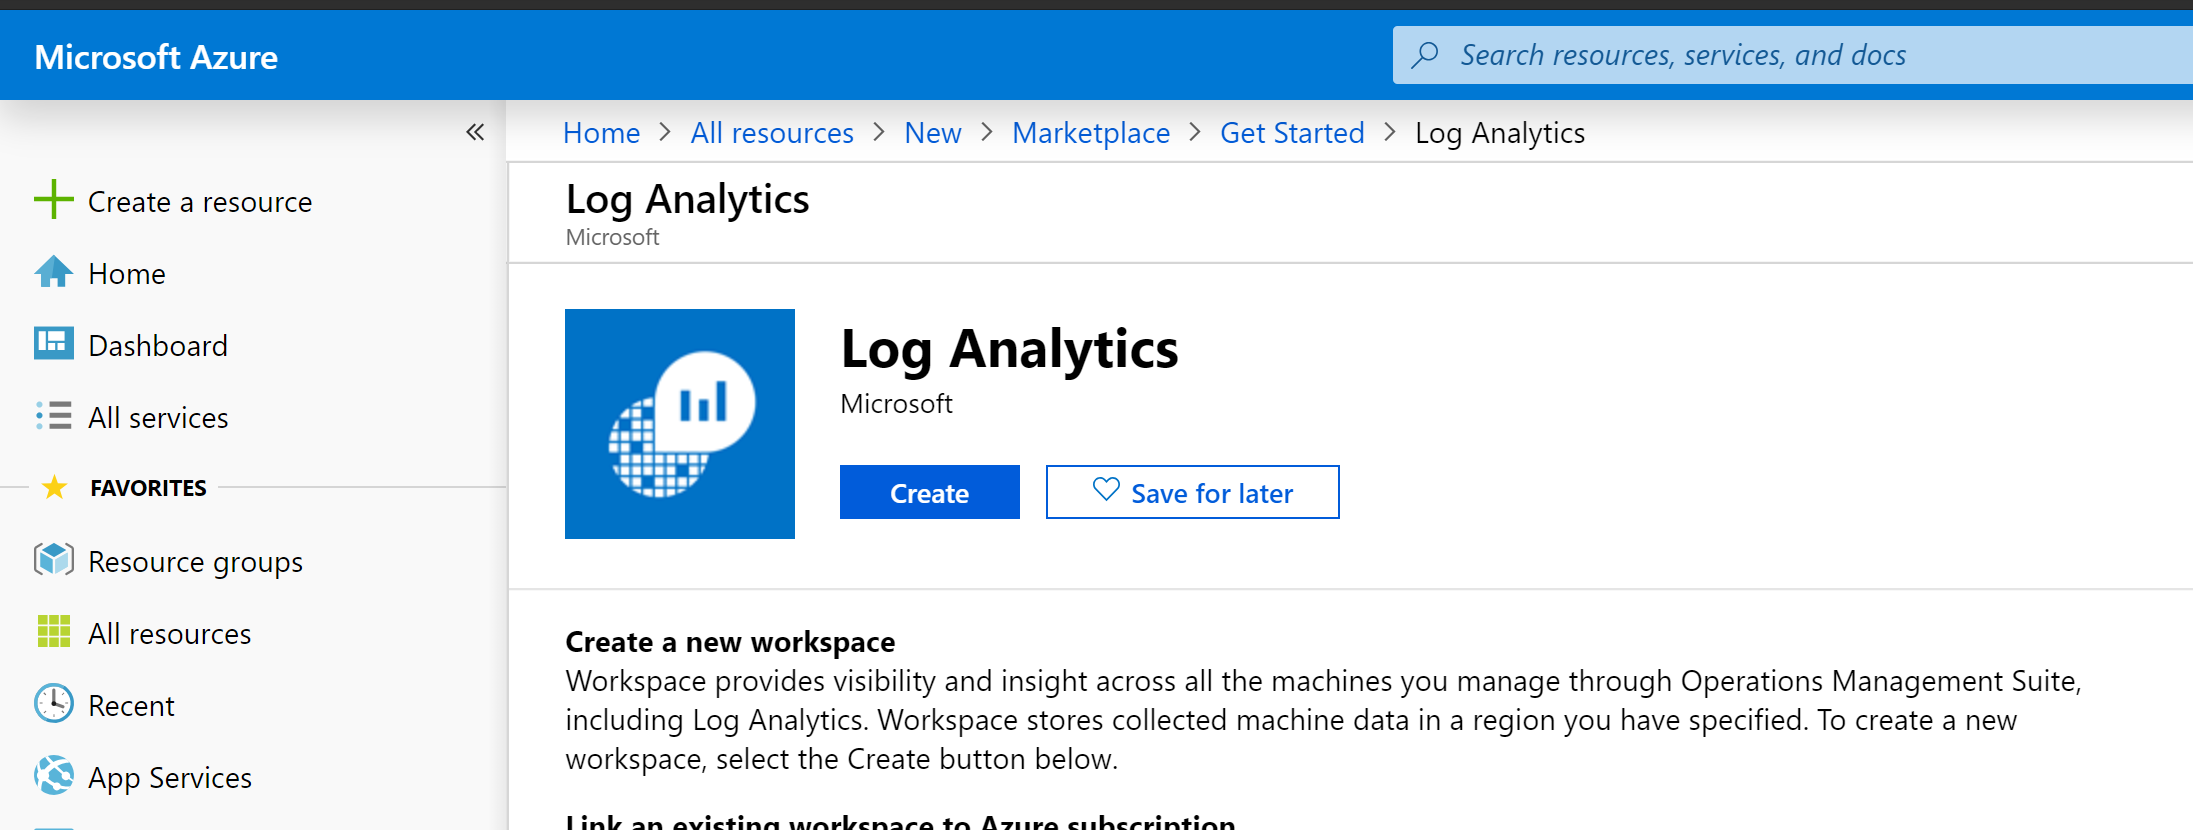 Microsoft Azure
Search resources, services, and docs
Create a resource
Home
Dashboard
All services
FAVORITES
Resource groups
All resources
Recent
App Services
Home > All resources > New > Marketplace > Get Started > Log Analytics
Log Analytics
Microsoft
Log Analytics
Microsoft
Create
Save for later
Create a new workspace
Workspace provides visibility and insight across all the machines you manage through Operations Management Suite,
including Log Analytics. Workspace stores collected machine data in a region you have specified. To create a new
workspace, select the Create button below.
Link an existing workspace to Azure subscription